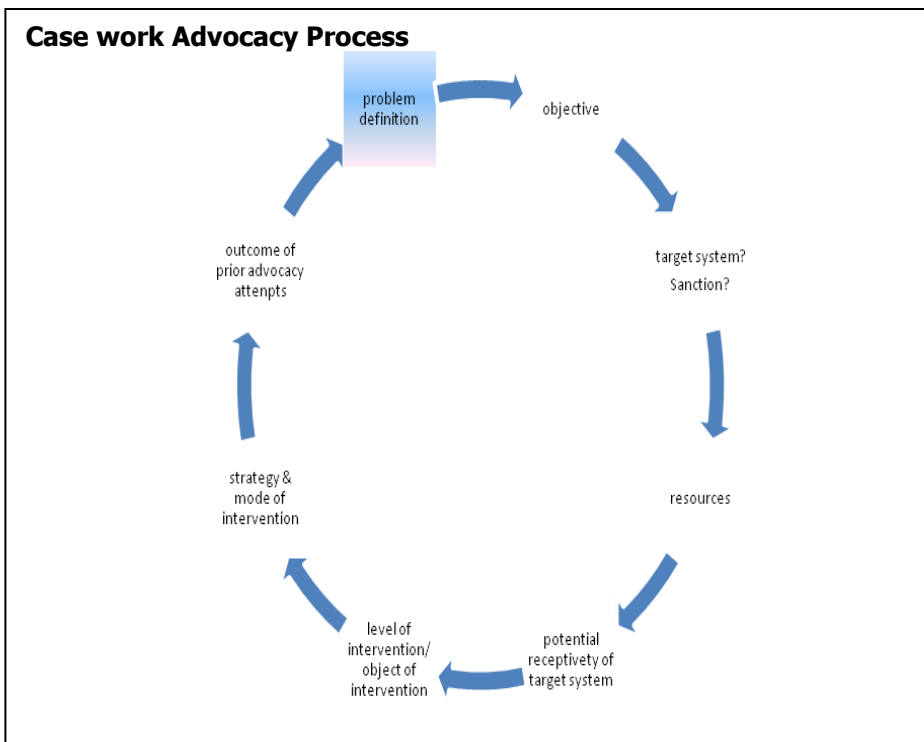 Case work Advocacy Process
problem
definition
objective
target system?
Sanction?
resources
potential
receptivity of
target system
level of
intervention/
object of
intervention
strategy &
mode of
intervention
outcome of
prior advocacy
attenpts